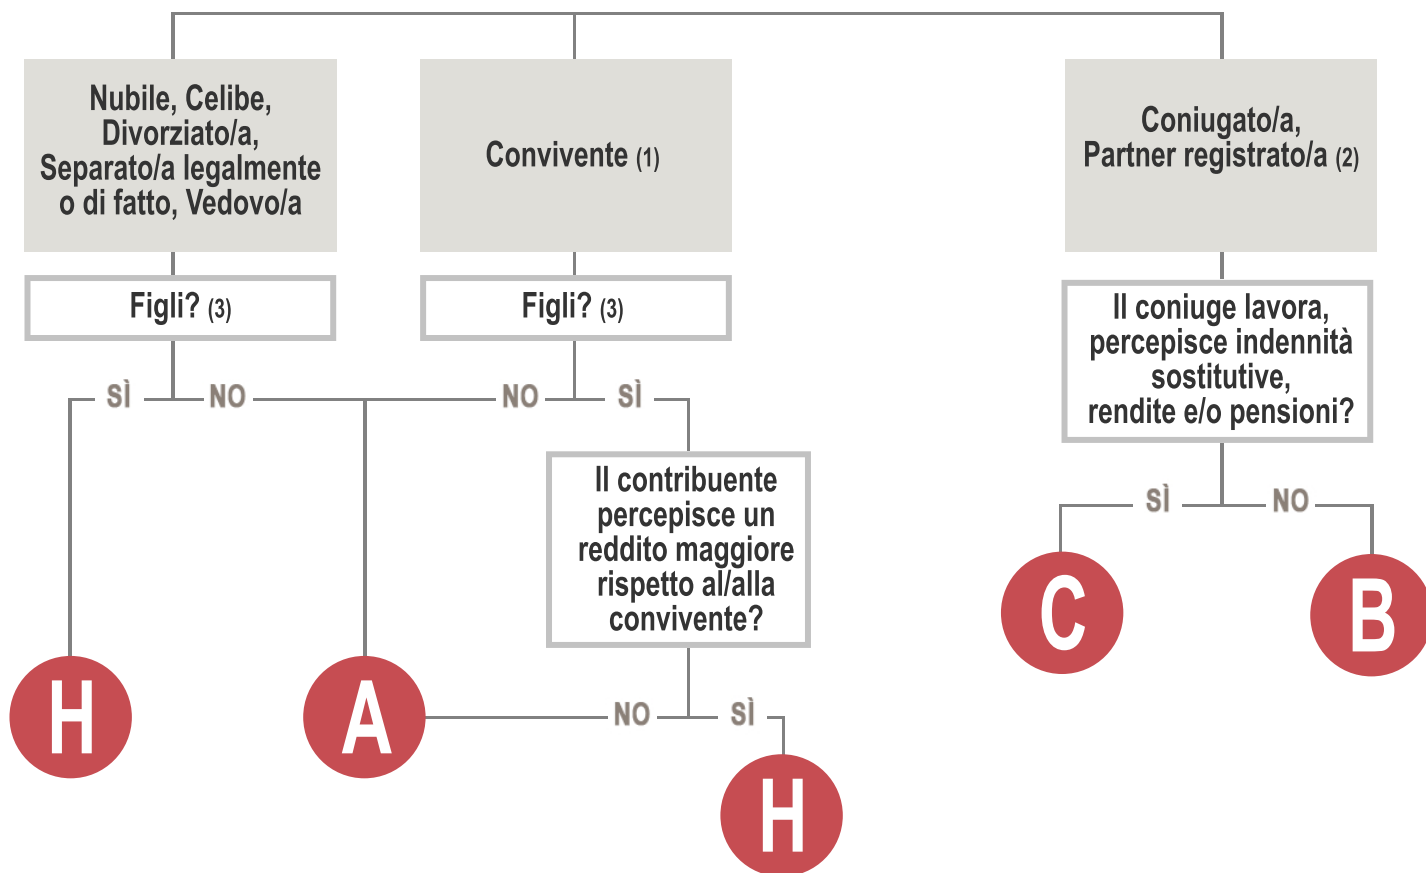 Nubile, Celibe,
Divorziato/a,
Separato/a legalmente
o di fatto, Vedovo/a
Convivente (1)
Coniugato/a,
Partner registrato/a (2)
Figli? (3)
Figli? (3)
Il coniuge lavora,
percepisce indennità
sostitutive,
rendite e/o pensioni?
SÌ
NO
NO
SÌ
Il contribuente
percepisce un
reddito maggiore
rispetto al/alla
convivente?
SÌ
NO
C
B
H
A
NO
SÌ
H